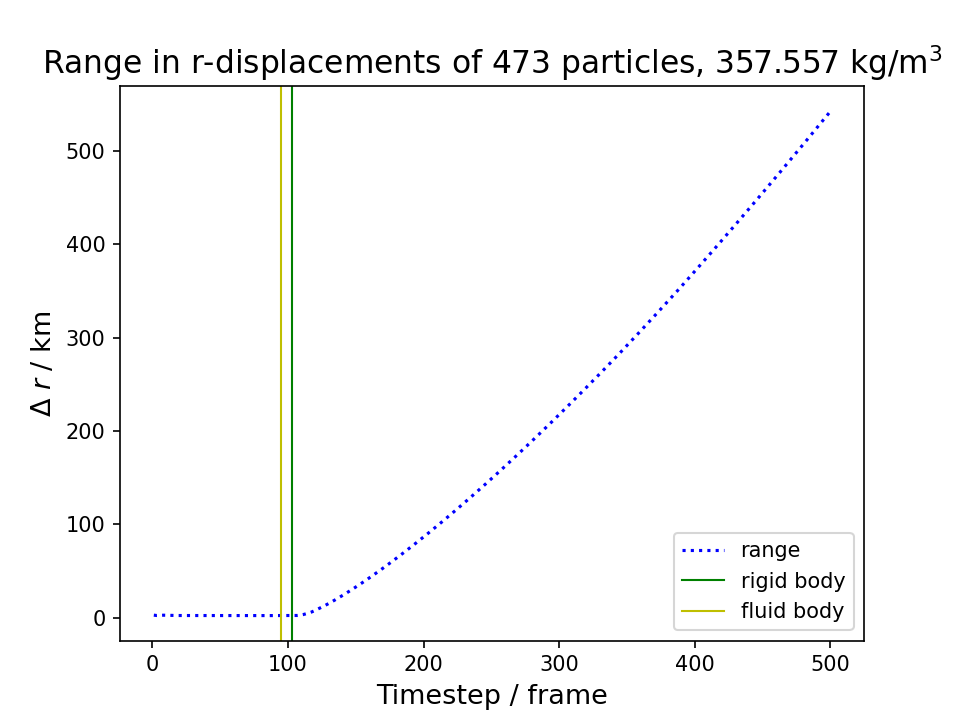 Range in r-displacements of 473 particles, 357.557 kg/m³
500
400
300
200
100
0
Δ r / km
0 100 200 300 400 500
Timestep / frame
range
rigid body
fluid body